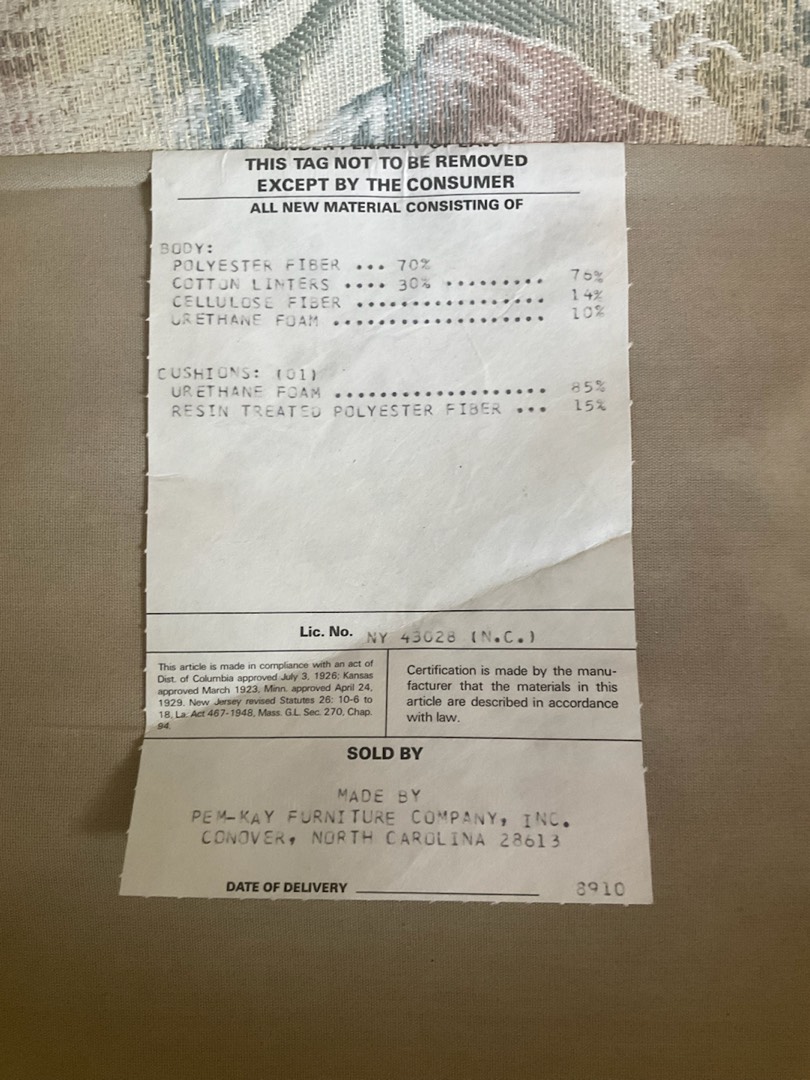 UNDER PENALTY OF LAW
THIS TAG NOT TO BE REMOVED
EXCEPT BY THE CONSUMER
ALL NEW MATERIAL CONSISTING OF
BODY:
POLYESTER FIBER ... 70%
COTTON LINTERS .... 30% ......... 76%
CELLULOSE FIBER .................. 14%
URETHANE FOAM .................... 10%
CUSHIONS: (01)
URETHANE FOAM .................... 85%
RESIN TREATED POLYESTER FIBER ... 15%
Lic. No. NY 43028 (N.C.)
This article is made in compliance with an act of
Dist. of Columbia approved July 3, 1926; Kansas
approved March 1923, Minn. approved April 24,
1929. New Jersey revised Statutes 26: 10-6 to
18, La. Act 467-1948, Mass. G.L. Sec. 270, Chap.
94.
Certification is made by the manu-
facturer that the materials in this
article are described in accordance
with law.
SOLD BY
MADE BY
PEM-KAY FURNITURE COMPANY, INC.
CONOVER, NORTH CAROLINA 28613
DATE OF DELIVERY ____________ 8910